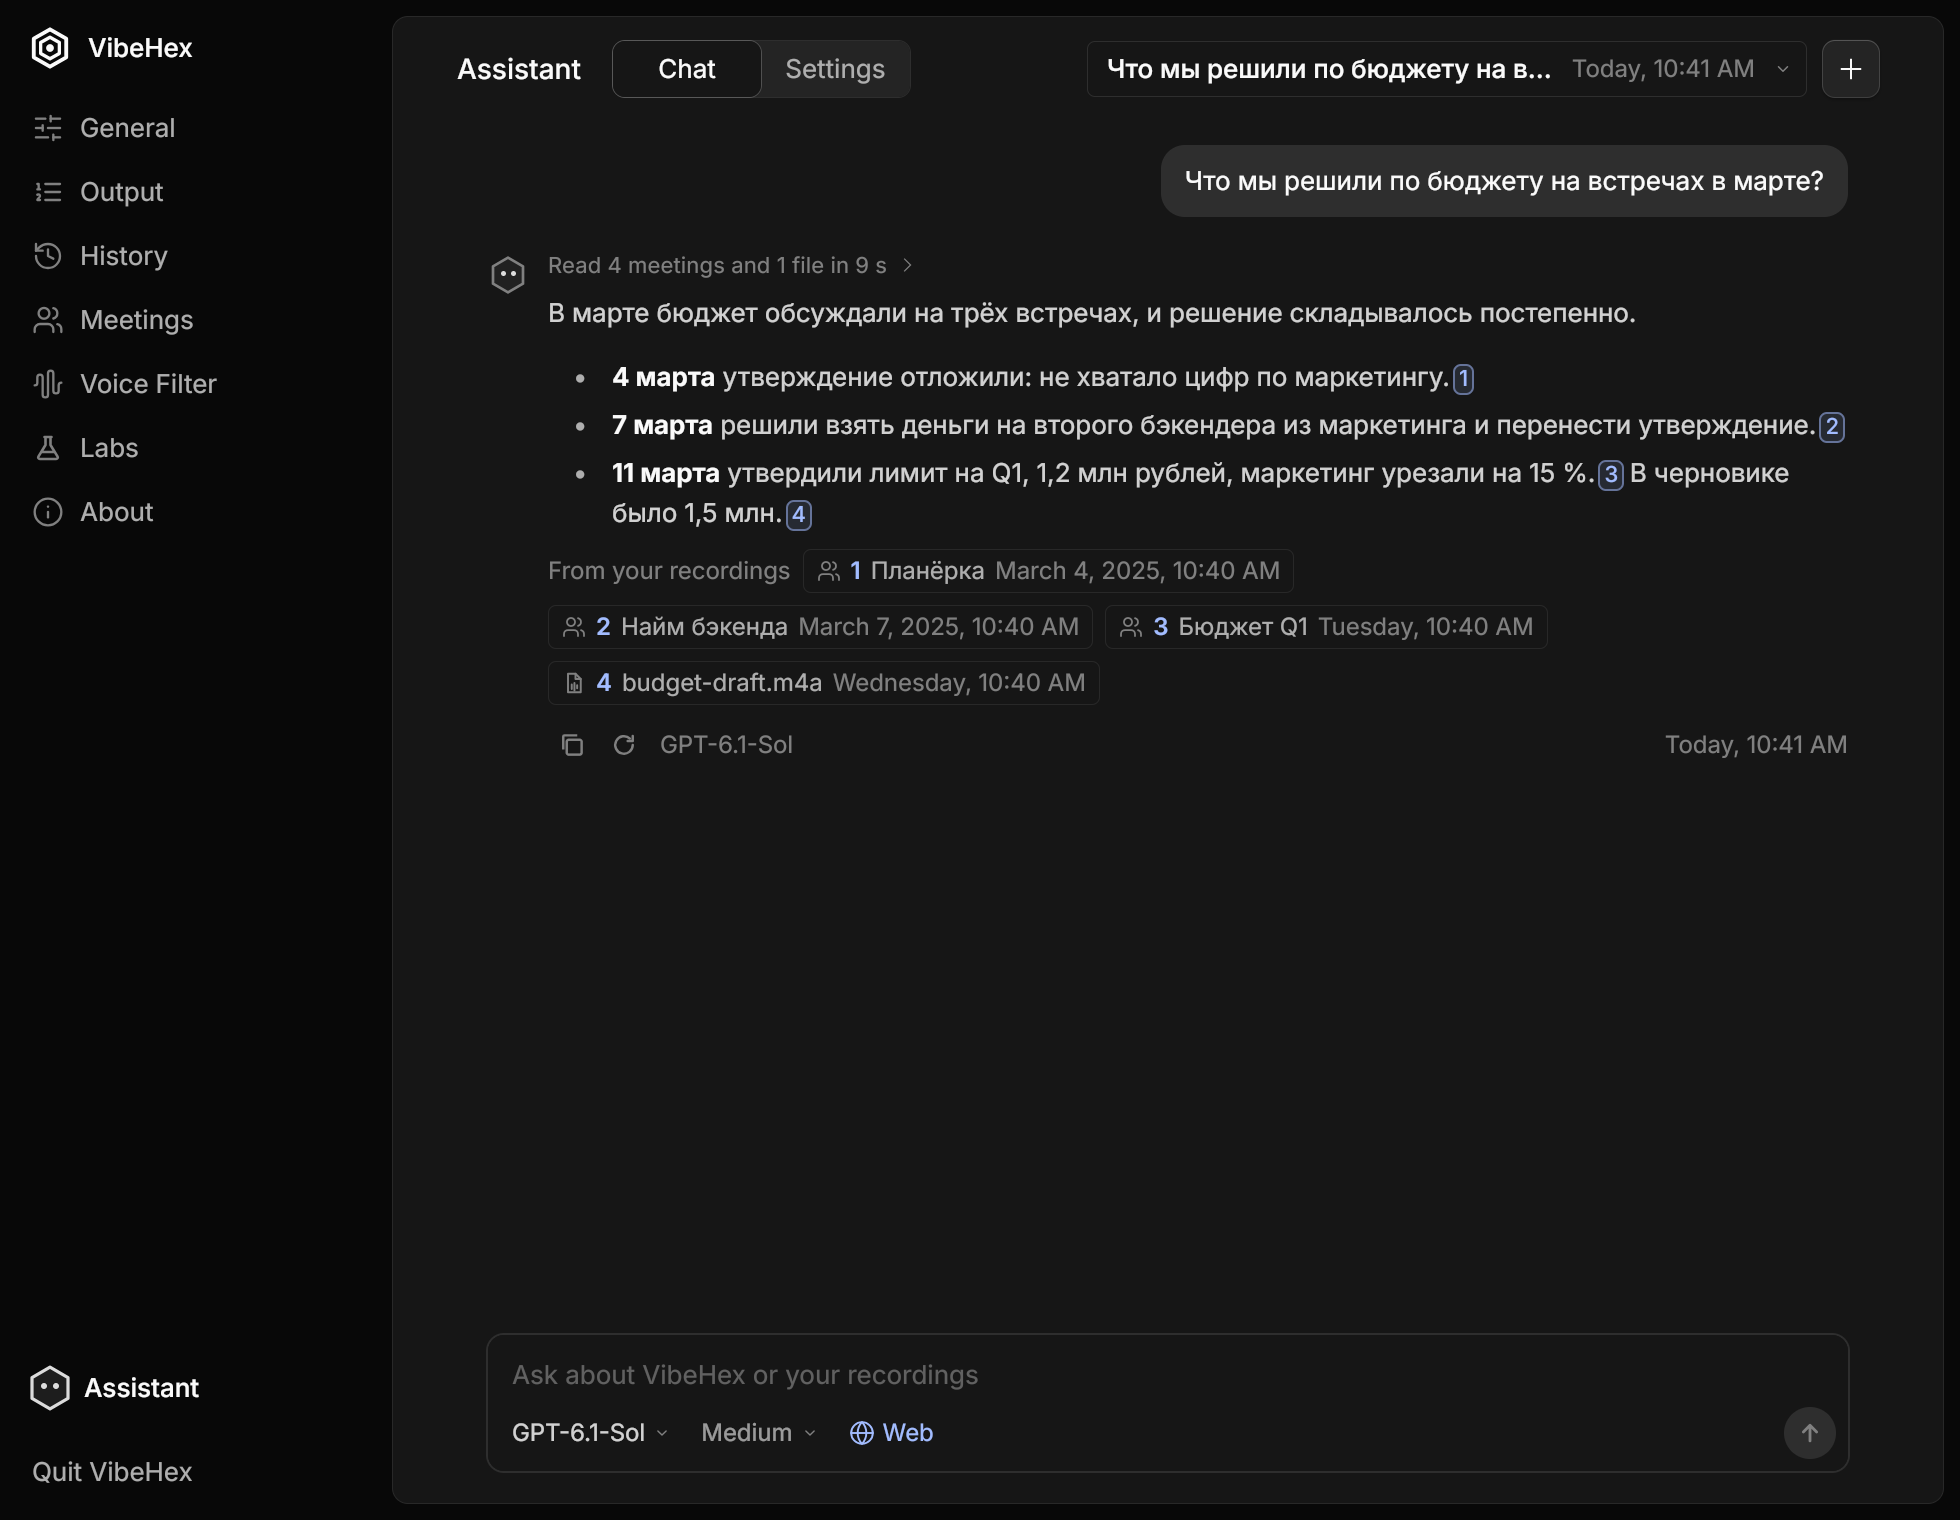 VibeHex
General
Output
History
Meetings
Voice Filter
Labs
About
Assistant
Quit VibeHex
Assistant
Chat
Settings
Что мы решили по бюджету на в... Today, 10:41 AM
Что мы решили по бюджету на встречах в марте?
Read 4 meetings and 1 file in 9 s
В марте бюджет обсуждали на трёх встречах, и решение складывалось постепенно.
• 4 марта утверждение отложили: не хватало цифр по маркетингу. 1
• 7 марта решили взять деньги на второго бэкендера из маркетинга и перенести утверждение. 2
• 11 марта утвердили лимит на Q1, 1,2 млн рублей, маркетинг урезали на 15 %. 3 В черновике
было 1,5 млн. 4
From your recordings 1 Планёрка March 4, 2025, 10:40 AM
2 Найм бэкенда March 7, 2025, 10:40 AM 3 Бюджет Q1 Tuesday, 10:40 AM
4 budget-draft.m4a Wednesday, 10:40 AM
GPT-6.1-Sol Today, 10:41 AM
Ask about VibeHex or your recordings
GPT-6.1-Sol Medium Web